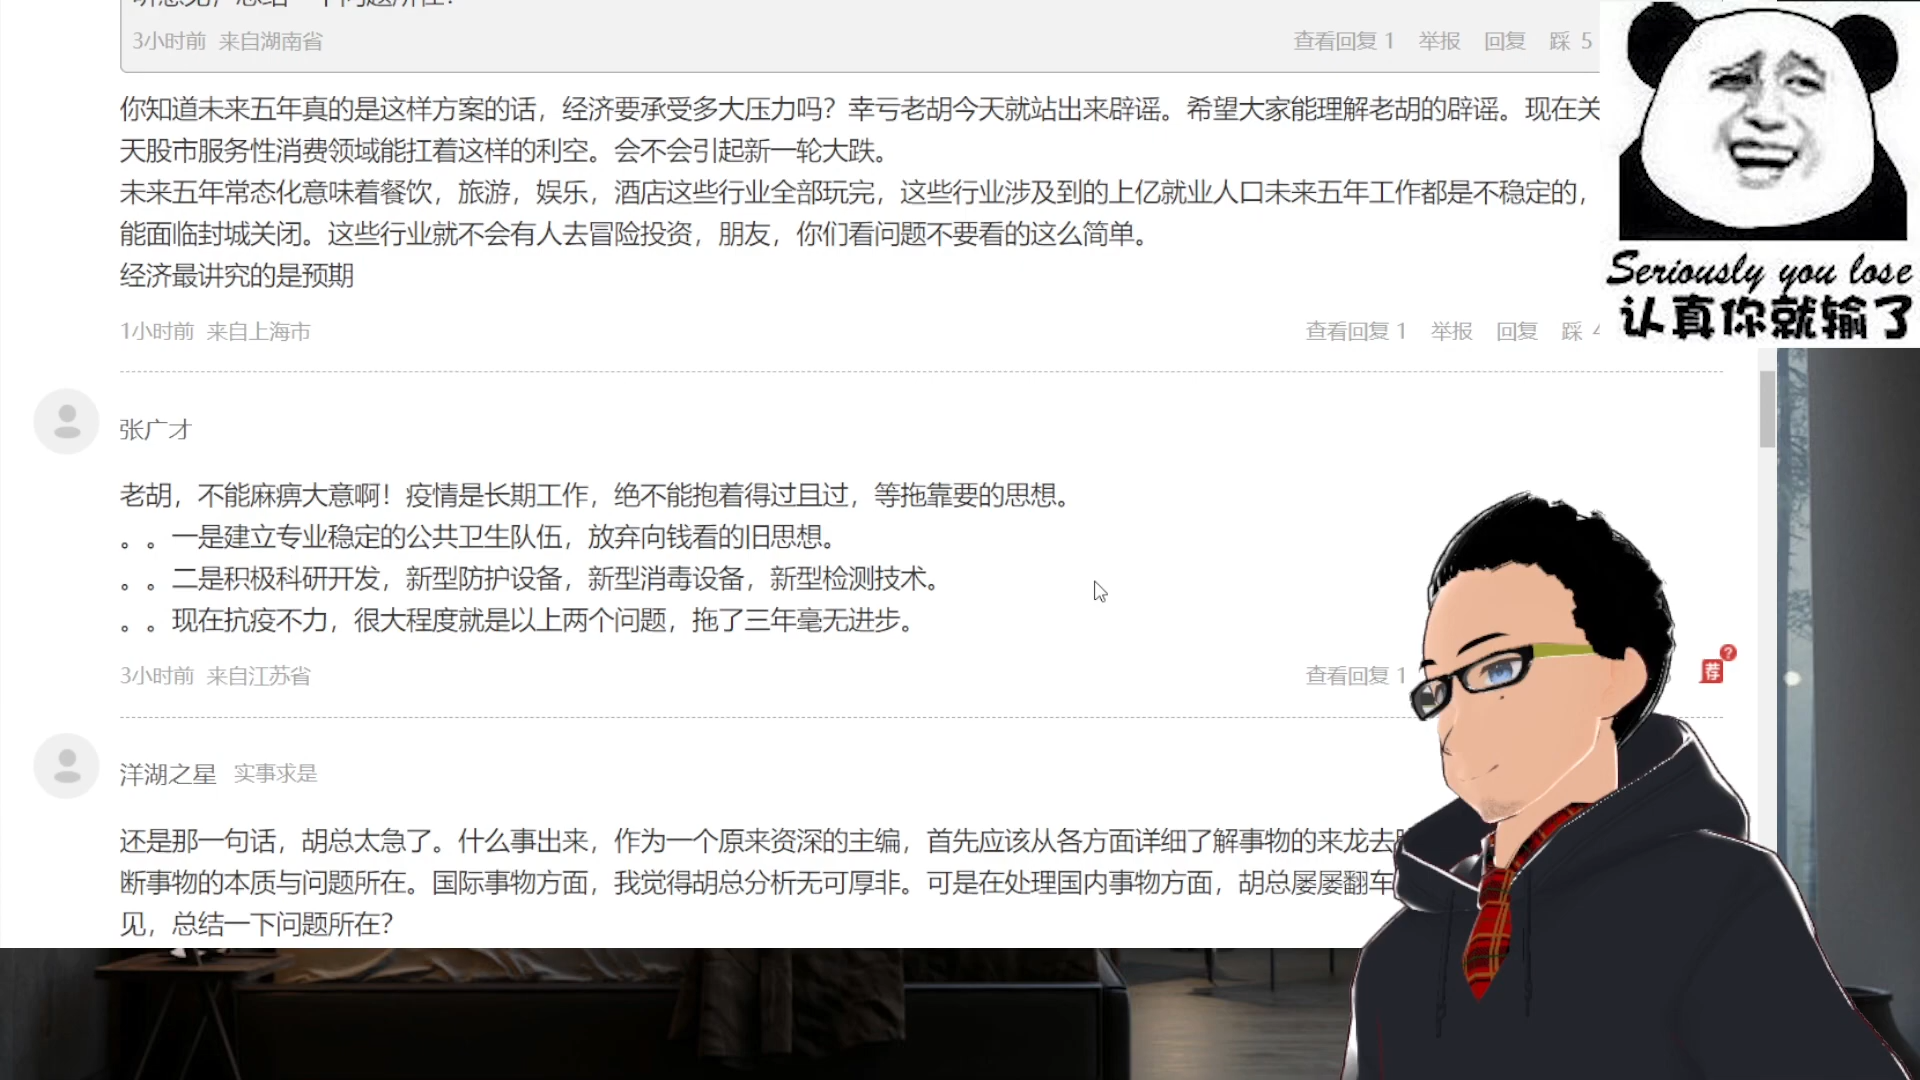 3小时前 来自湖南省
查看回复 1 举报 回复 踩 5
你知道未来五年真的是这样方案的话，经济要承受多大压力吗？幸亏老胡今天就站出来辟谣。希望大家能理解老胡的辟谣。现在关
天股市服务性消费领域能扛着这样的利空。会不会引起新一轮大跌。
未来五年常态化意味着餐饮，旅游，娱乐，酒店这些行业全部玩完，这些行业涉及到的上亿就业人口未来五年工作都是不稳定的，
能面临封城关闭。这些行业就不会有人去冒险投资，朋友，你们看问题不要看的这么简单。
经济最讲究的是预期
1小时前 来自上海市
查看回复 1 举报 回复 踩
Seriously you lose
认真你就输了
张广才
老胡，不能麻痹大意啊！疫情是长期工作，绝不能抱着得过且过，等拖靠要的思想。
。。一是建立专业稳定的公共卫生队伍，放弃向钱看的旧思想。
。。二是积极科研开发，新型防护设备，新型消毒设备，新型检测技术。
。。现在抗疫不力，很大程度就是以上两个问题，拖了三年毫无进步。
3小时前 来自江苏省
查看回复 1
荐 ?
洋湖之星 实事求是
还是那一句话，胡总太急了。什么事出来，作为一个原来资深的主编，首先应该从各方面详细了解事物的来龙去
断事物的本质与问题所在。国际事物方面，我觉得胡总分析无可厚非。可是在处理国内事物方面，胡总屡屡翻车
见，总结一下问题所在？